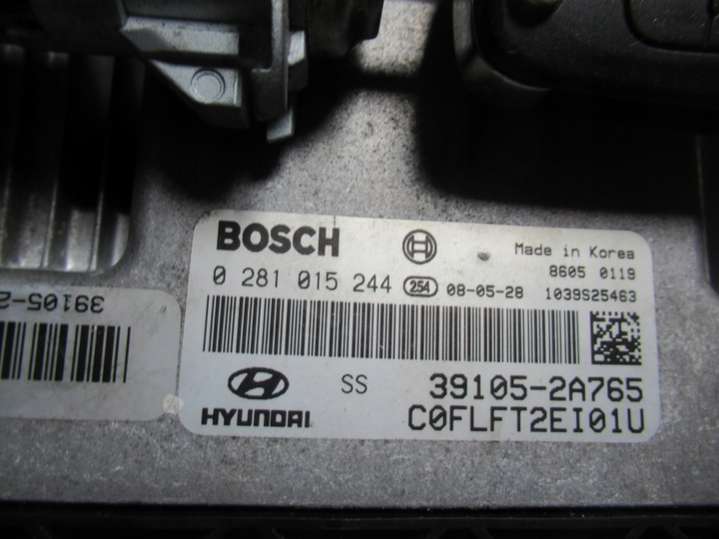 BOSCH
Made in Korea
8605 0119
0 281 015 244 254 08-05-28 1039S25463
SS 39105-2A765
HYUNDAI C0FLFT2EI01U
39105-2